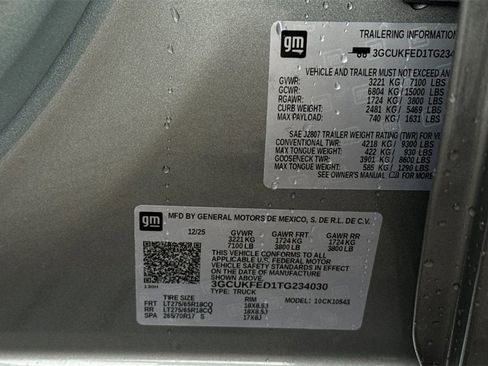 gm
TRAILERING INFORMATION
3GCUKFED1TG234
VEHICLE AND TRAILER MUST NOT EXCEED AN
GVWR: 3221 KG/ 7100 LBS
GCWR: 6804 KG/15000 LBS
RGAWR: 1724 KG/ 3800 LBS
CURB WEIGHT: 2481 KG/ 5469 LBS
MAX PAYLOAD: 740 KG/ 1631 LBS
SAE J2807 TRAILER WEIGHT RATING (TWR) FOR V
CONVENTIONAL TWR: 4218 KG/ 9300 LBS
MAX TONGUE WEIGHT: 422 KG/ 930 LBS
GOOSENECK TWR: 3901 KG/ 8600 LBS
MAX TONGUE WEIGHT: 585 KG/ 1290 LBS
SEE OWNER'S MANUAL FOR MORE
gm
MFD BY GENERAL MOTORS DE MEXICO, S. DE R.L. DE C.V.
12/25 GVWR GAWR FRT GAWR RR
3221 KG 1724 KG 1724 KG
7100 LB 3800 LB 3800 LB
THIS VEHICLE CONFORMS TO ALL
APPLICABLE U.S. FEDERAL MOTOR
VEHICLE SAFETY STANDARDS IN EFFECT
ON THE DATE OF MANUFACTURE
SHOWN ABOVE.
3GCUKFED1TG234030
TYPE: TRUCK
TIRE SIZE RIM MODEL: 10CK10543
FRT LT275/65R18CQ 18X8.5J
RR LT275/65R18CQ 18X8.5J
SPA 265/70R17 S 17X8J